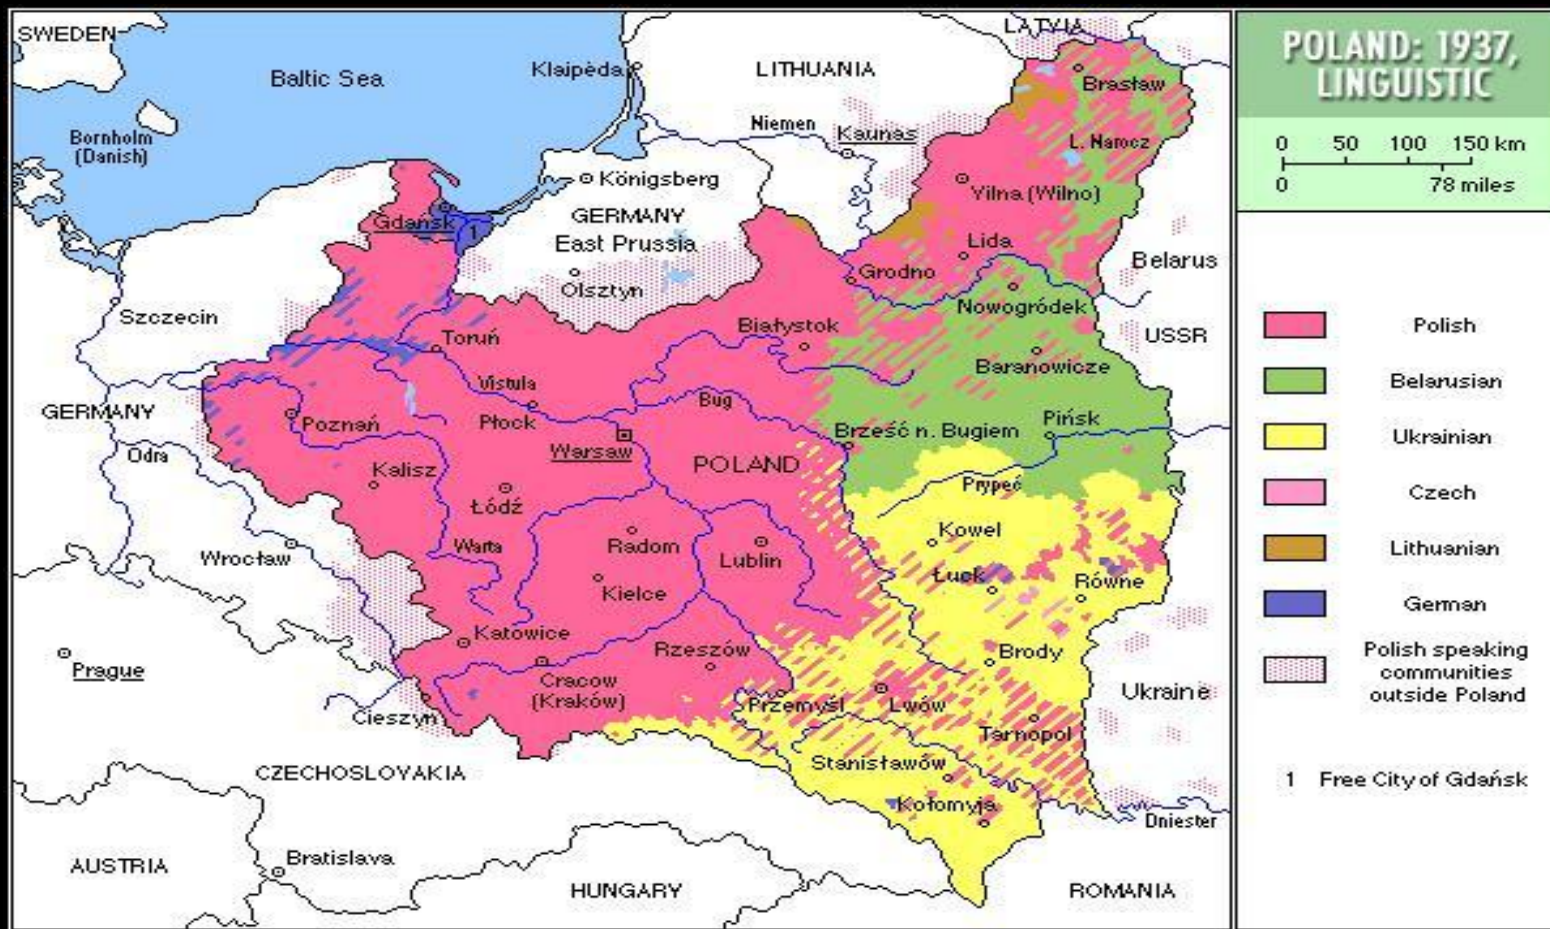 SWEDEN
Baltic Sea
Bornholm
(Danish)
Klaipėda
LITHUANIA
LATVIA
Brasław
Niemen
Kaunas
L. Narocz
Königsberg
Vilna (Wilno)
Gdańsk
1
GERMANY
East Prussia
Lida
Belarus
Olsztyn
Grodno
Nowogródek
Szczecin
Toruń
Białystok
USSR
Baranowicze
Vistula
GERMANY
Poznań
Płock
Bug
Pińsk
Brześć n. Bugiem
Warsaw
POLAND
Odra
Kalisz
Łódź
Prypeć
Kowel
Wrocław
Warta
Radom
Lublin
Łuck
Równe
Kielce
Katowice
Rzeszów
Brody
Prague
Cracow
(Kraków)
Cieszyn
Przemyśl
Lwów
Ukraine
Tarnopol
Stanisławów
CZECHOSLOVAKIA
Kołomyja
Dniester
AUSTRIA
Bratislava
HUNGARY
ROMANIA
POLAND: 1937,
LINGUISTIC
0 50 100 150 km
0 78 miles
Polish
Belarusian
Ukrainian
Czech
Lithuanian
German
Polish speaking
communities
outside Poland
1 Free City of Gdańsk